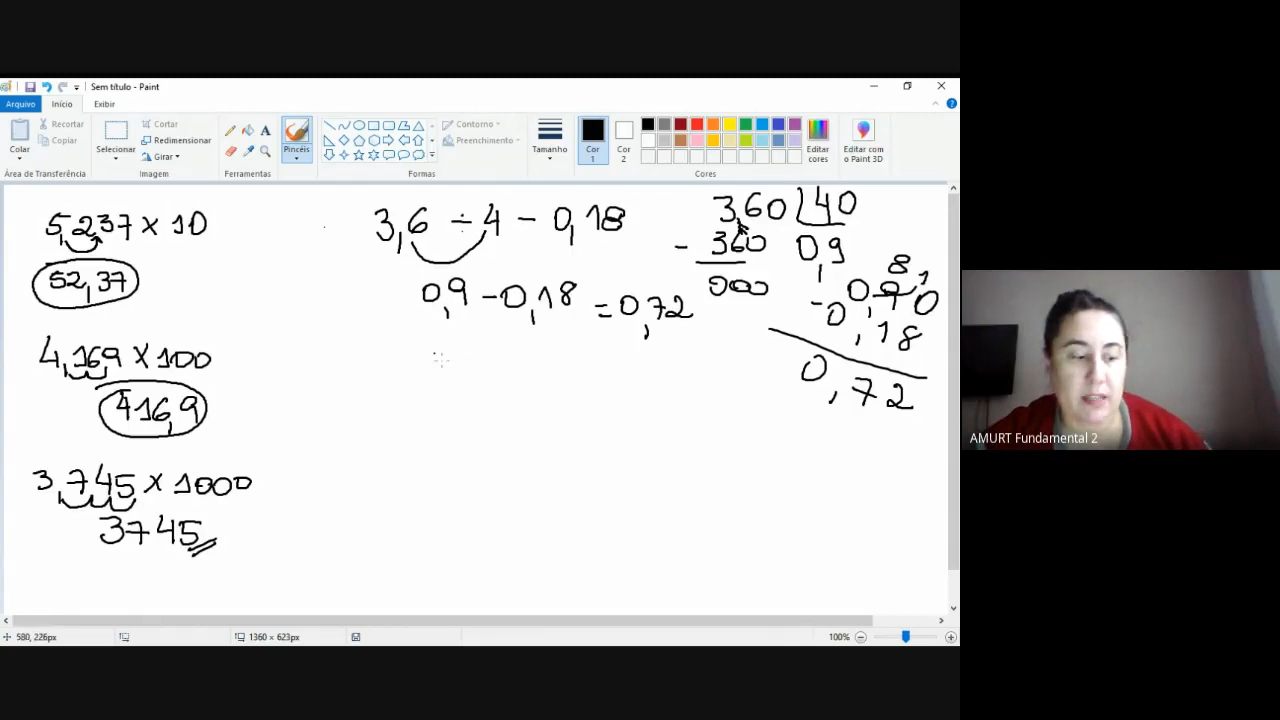 Sem título - Paint
Arquivo Início Exibir
Colar
Recortar
Copiar
Área de Transferência
Selecionar
Cortar
Redimensionar
Girar
Imagem
Ferramentas
Pincéis
Contorno
Preenchimento
Formas
Tamanho
Cor 1
Cor 2
Editar cores
Editar com o Paint 3D
Cores
5,237 x 10
52,37
4,169 x 100
416,9
3,745 x 1000
3745
3,6 ÷ 4 - 0,18
0,9 - 0,18 = 0,72
3,60 40
- 360 0,9
000
8 1
0,90
- 0,18
0,72
AMURT Fundamental 2
580, 226px
1360 × 623px
100%